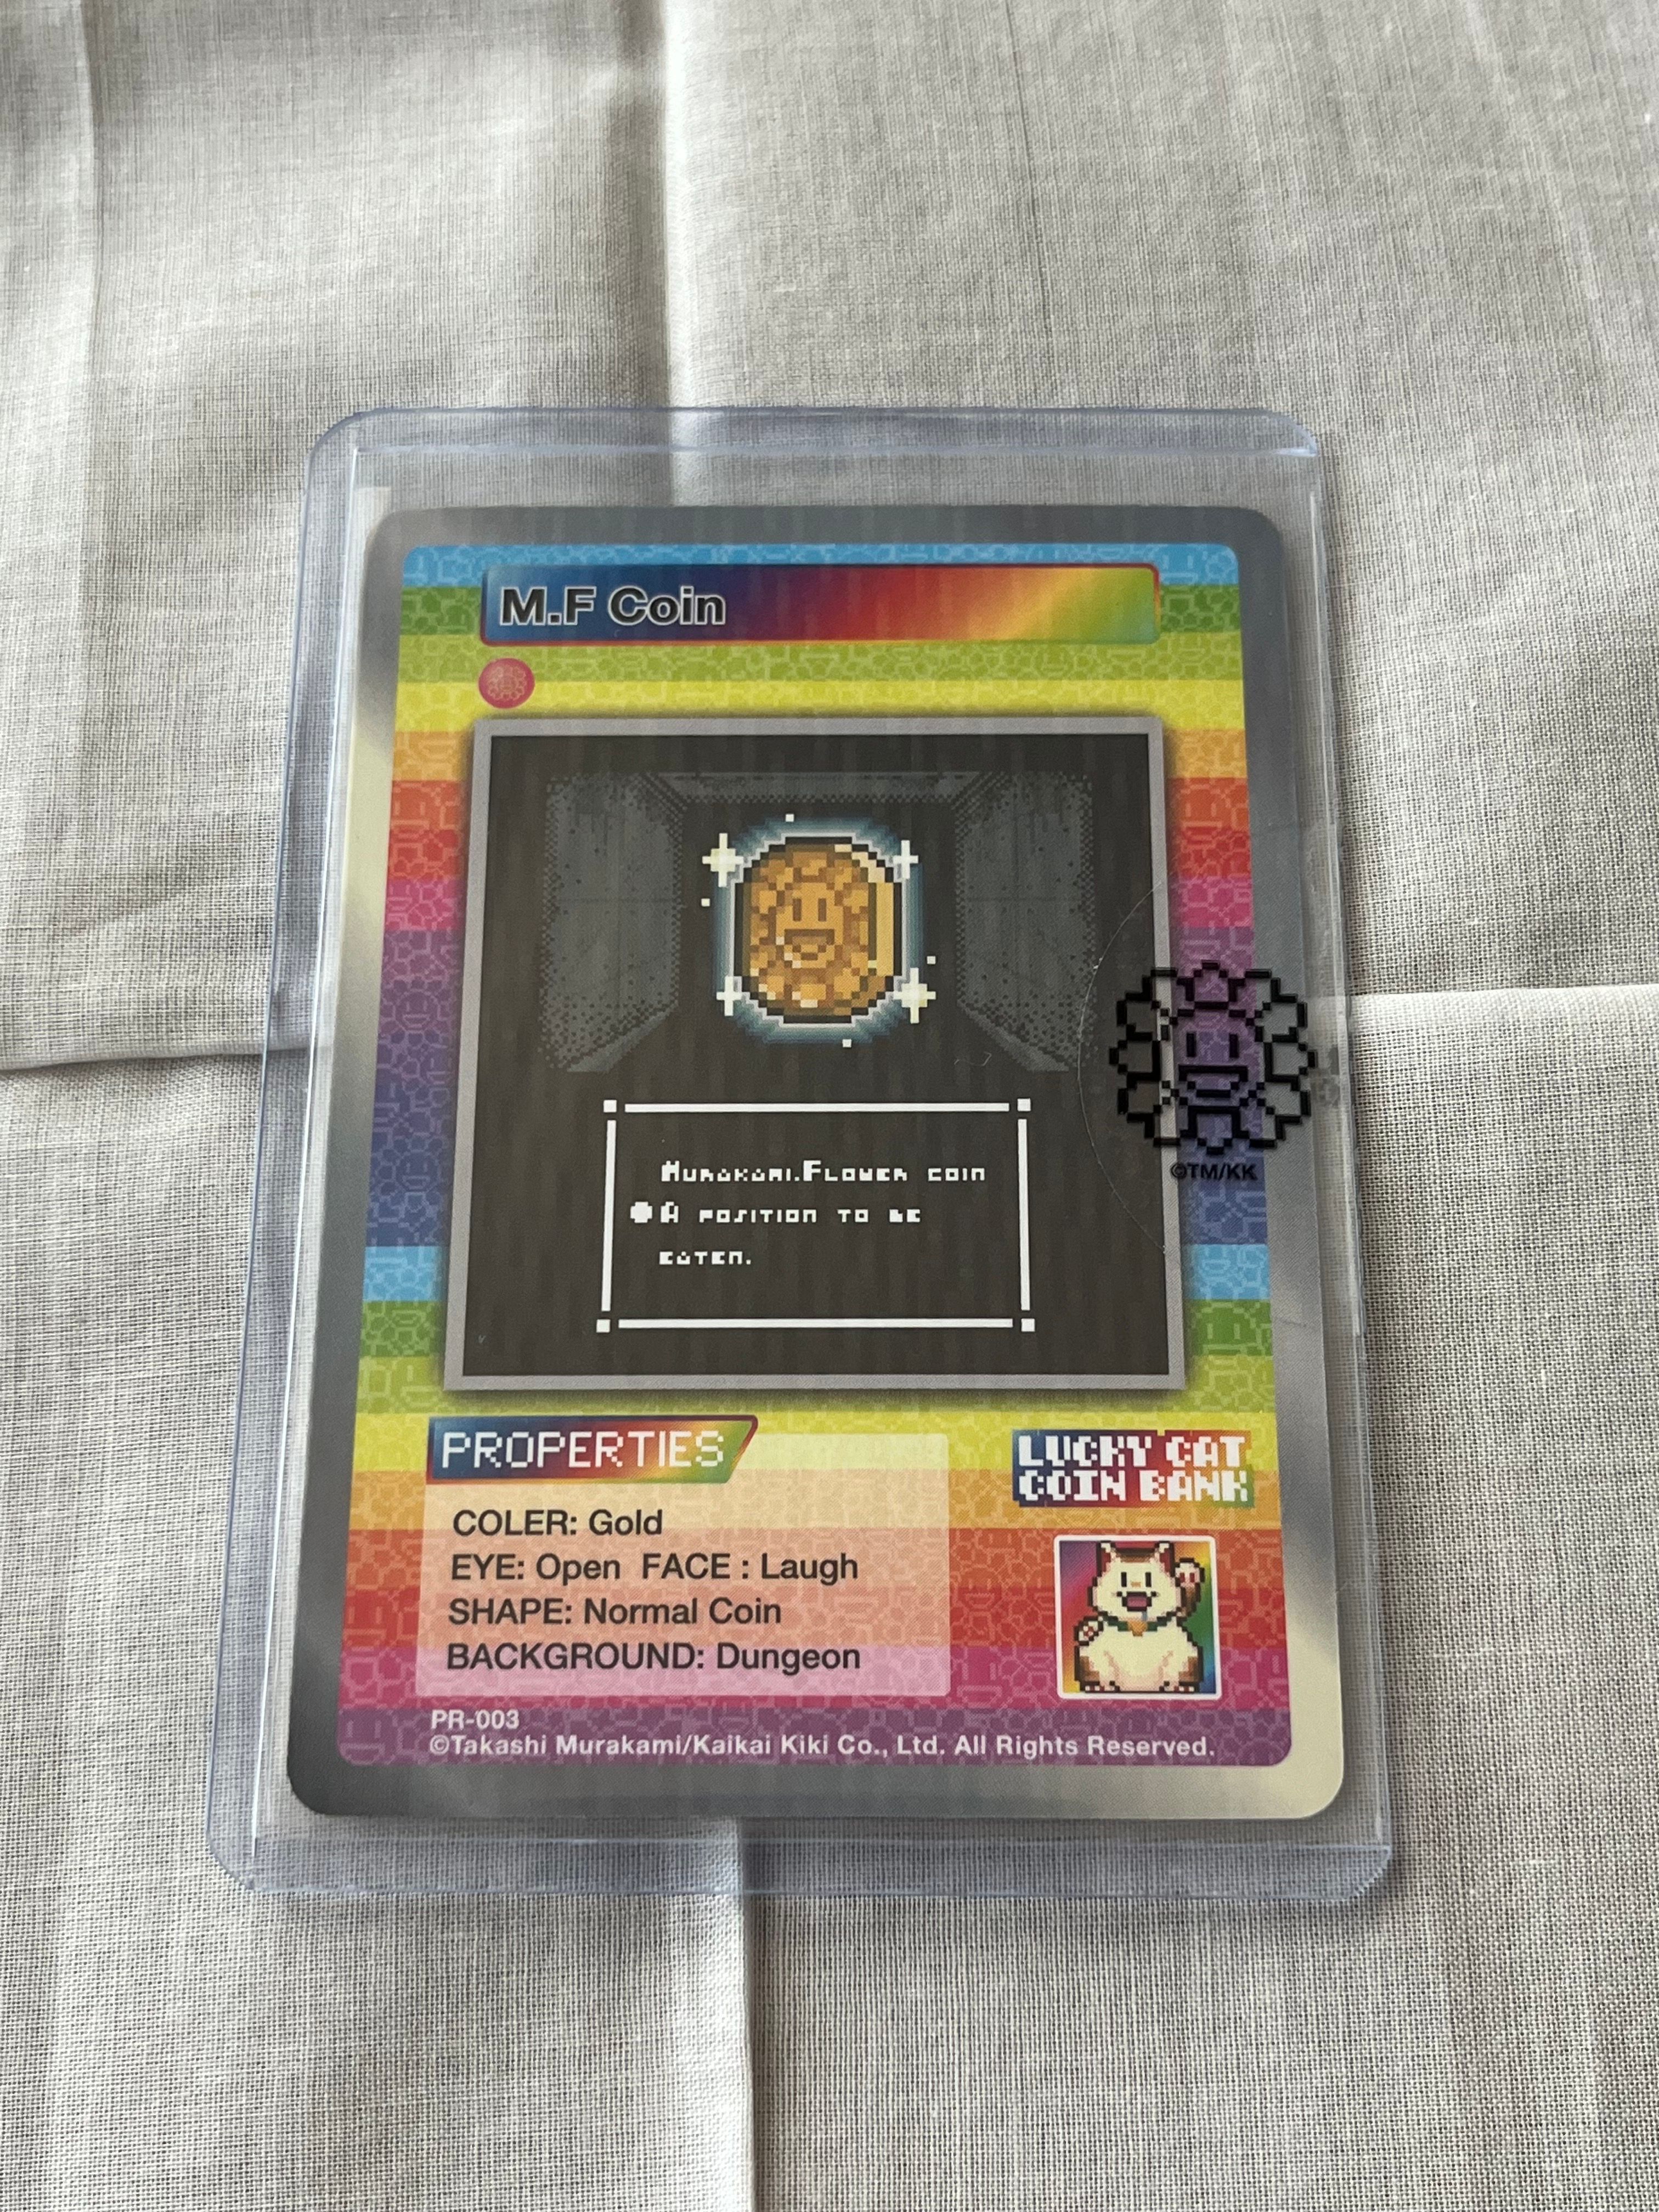 M.F Coin
Murakami.Flower coin
A position to be
eaten.
©TM/KK
PROPERTIES
COLER: Gold
EYE: Open FACE : Laugh
SHAPE: Normal Coin
BACKGROUND: Dungeon
LUCKY CAT
COIN BANK
PR-003
©Takashi Murakami/Kaikai Kiki Co., Ltd. All Rights Reserved.